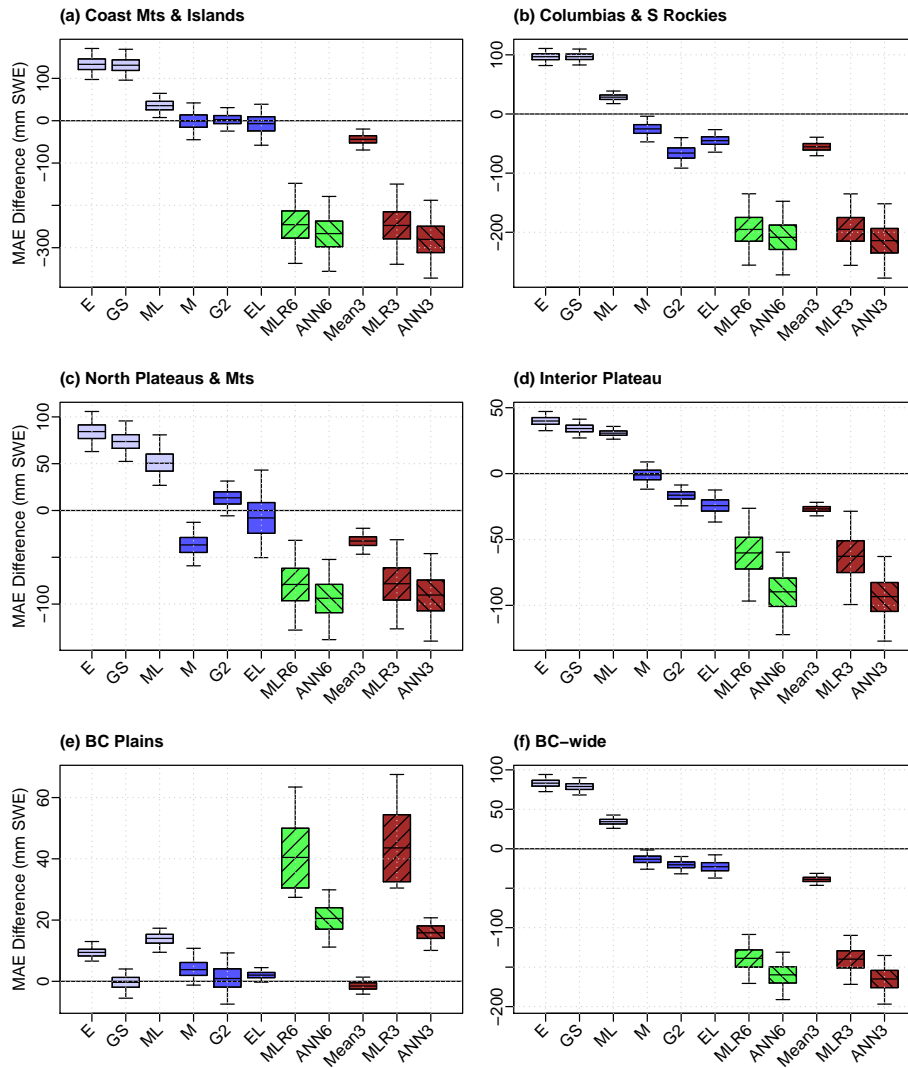 (a) Coast Mts & Islands
MAE Difference (mm SWE)
100
0
−100
−300
E GS ML M G2 EL MLR6 ANN6 Mean3 MLR3 ANN3
(b) Columbias & S Rockies
100
0
−100
−200
E GS ML M G2 EL MLR6 ANN6 Mean3 MLR3 ANN3
(c) North Plateaus & Mts
MAE Difference (mm SWE)
100
50
0
−100
E GS ML M G2 EL MLR6 ANN6 Mean3 MLR3 ANN3
(d) Interior Plateau
50
0
−50
−100
E GS ML M G2 EL MLR6 ANN6 Mean3 MLR3 ANN3
(e) BC Plains
MAE Difference (mm SWE)
60
40
20
0
E GS ML M G2 EL MLR6 ANN6 Mean3 MLR3 ANN3
(f) BC−wide
100
50
0
−100
−200
E GS ML M G2 EL MLR6 ANN6 Mean3 MLR3 ANN3